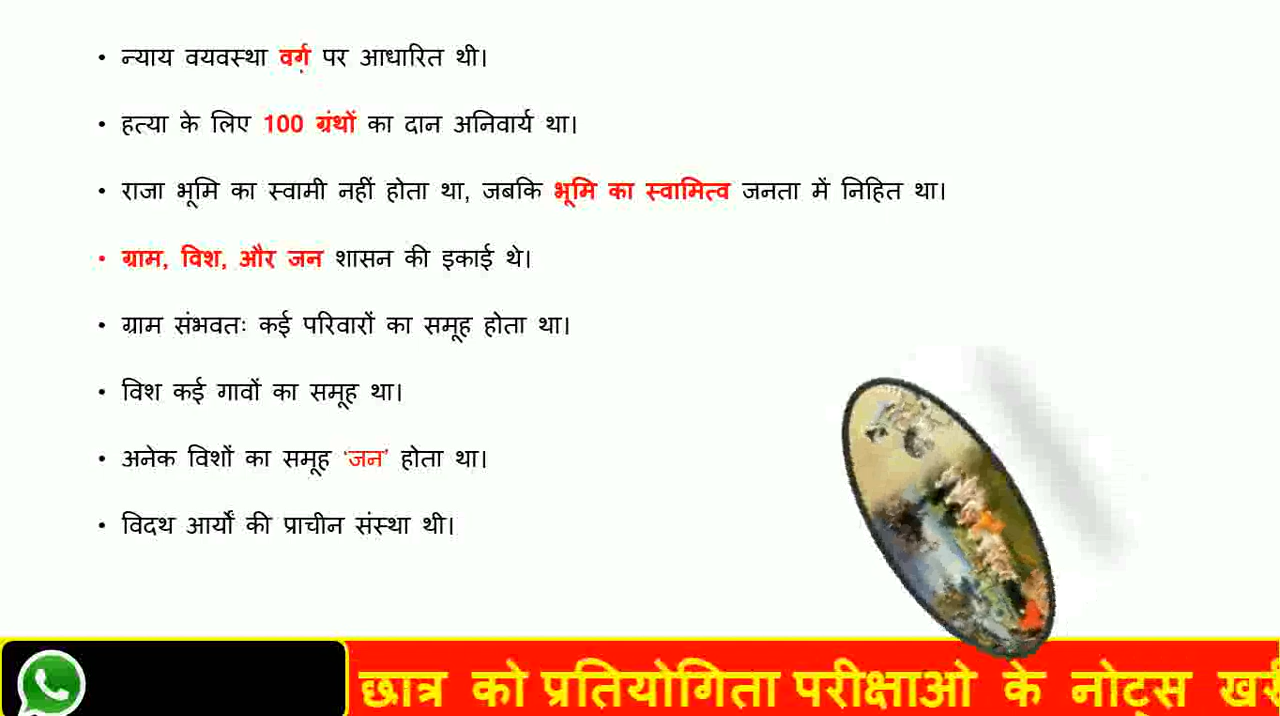 • न्याय वयवस्था वर्ग पर आधारित थी।
• हत्या के लिए 100 ग्रंथों का दान अनिवार्य था।
• राजा भूमि का स्वामी नहीं होता था, जबकि भूमि का स्वामित्व जनता में निहित था।
• ग्राम, विश, और जन शासन की इकाई थे।
• ग्राम संभवतः कई परिवारों का समूह होता था।
• विश कई गावों का समूह था।
• अनेक विशों का समूह ‘जन’ होता था।
• विदथ आर्यों की प्राचीन संस्था थी।
छात्र को प्रतियोगिता परीक्षाओ के नोट्स